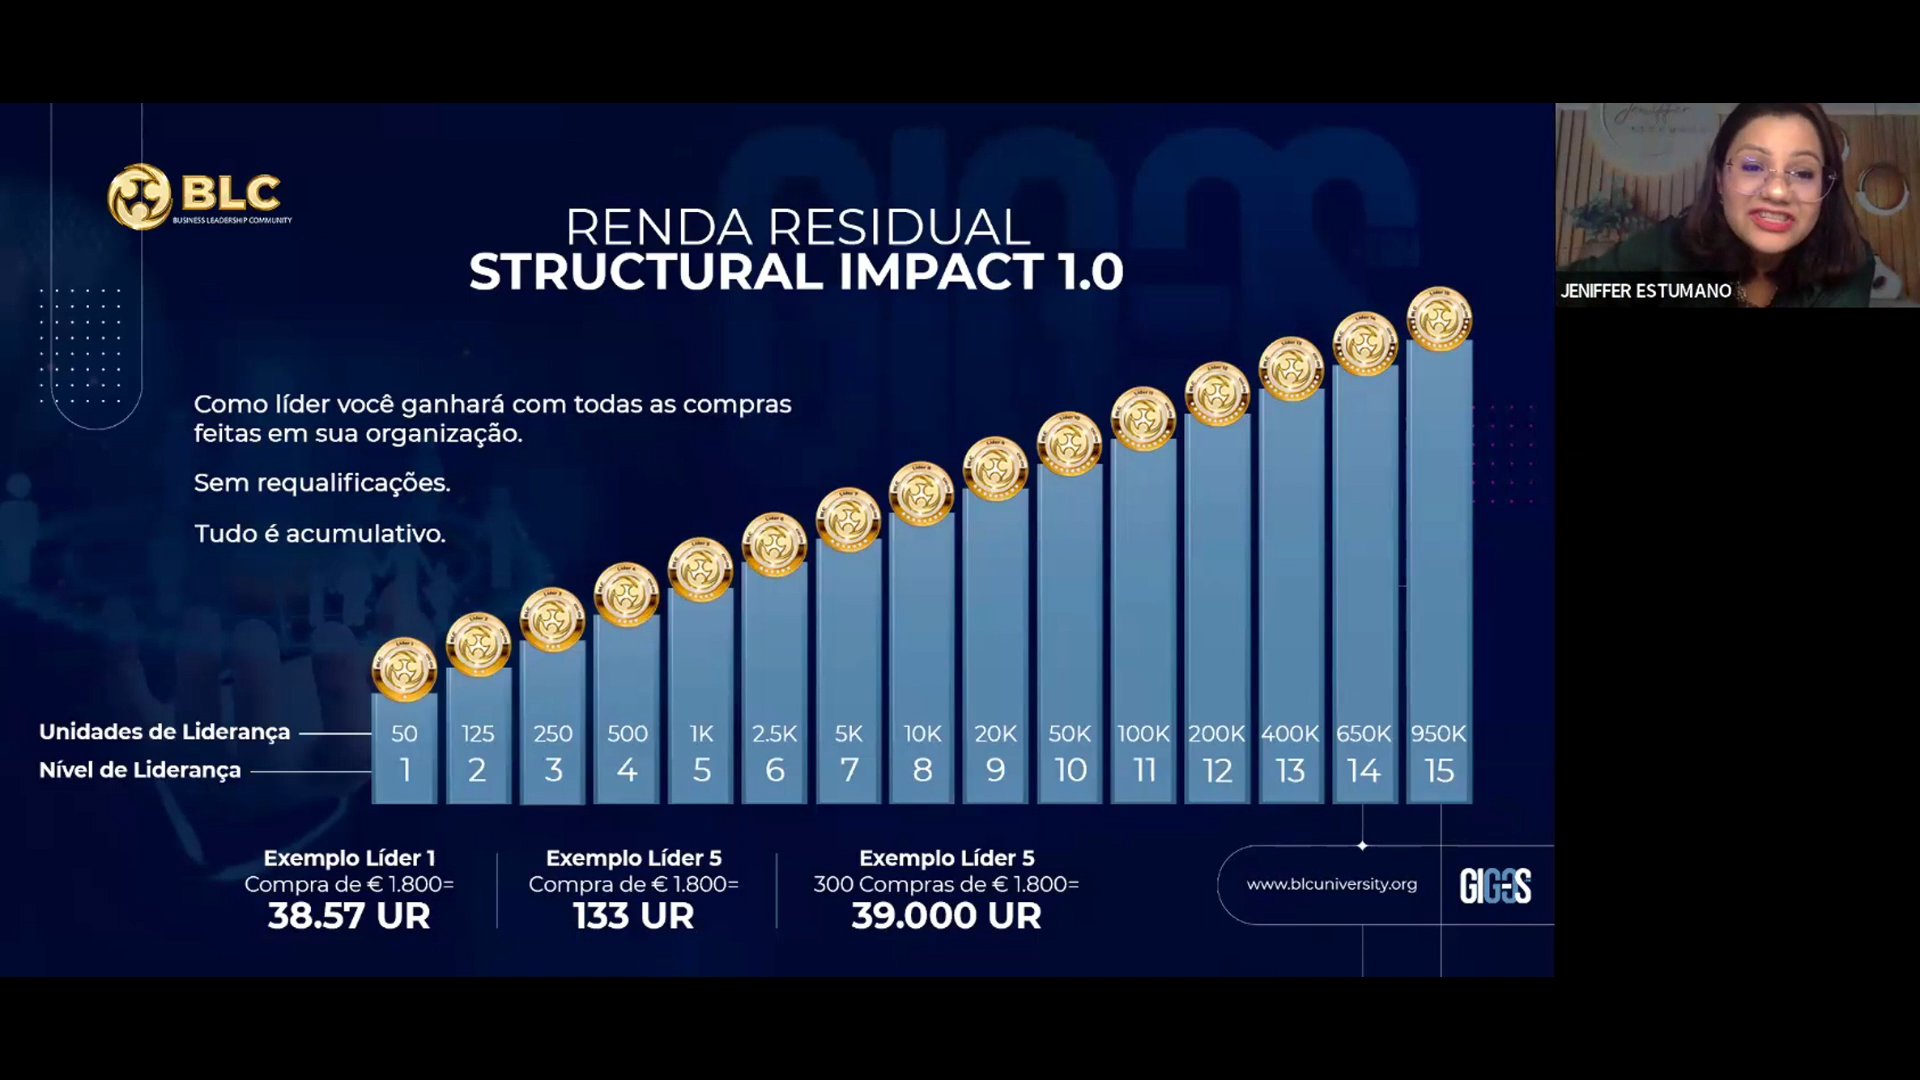 BLC
BUSINESS LEADERSHIP COMMUNITY
RENDA RESIDUAL
STRUCTURAL IMPACT 1.0
Como líder você ganhará com todas as compras
feitas em sua organização.
Sem requalificações.
Tudo é acumulativo.
Unidades de Liderança
50 125 250 500 1K 2.5K 5K 10K 20K 50K 100K 200K 400K 650K 950K
Nível de Liderança
1 2 3 4 5 6 7 8 9 10 11 12 13 14 15
Exemplo Líder 1
Compra de € 1.800=
38.57 UR
Exemplo Líder 5
Compra de € 1.800=
133 UR
Exemplo Líder 5
300 Compras de € 1.800=
39.000 UR
www.blcuniversity.org
JENIFFER ESTUMANO